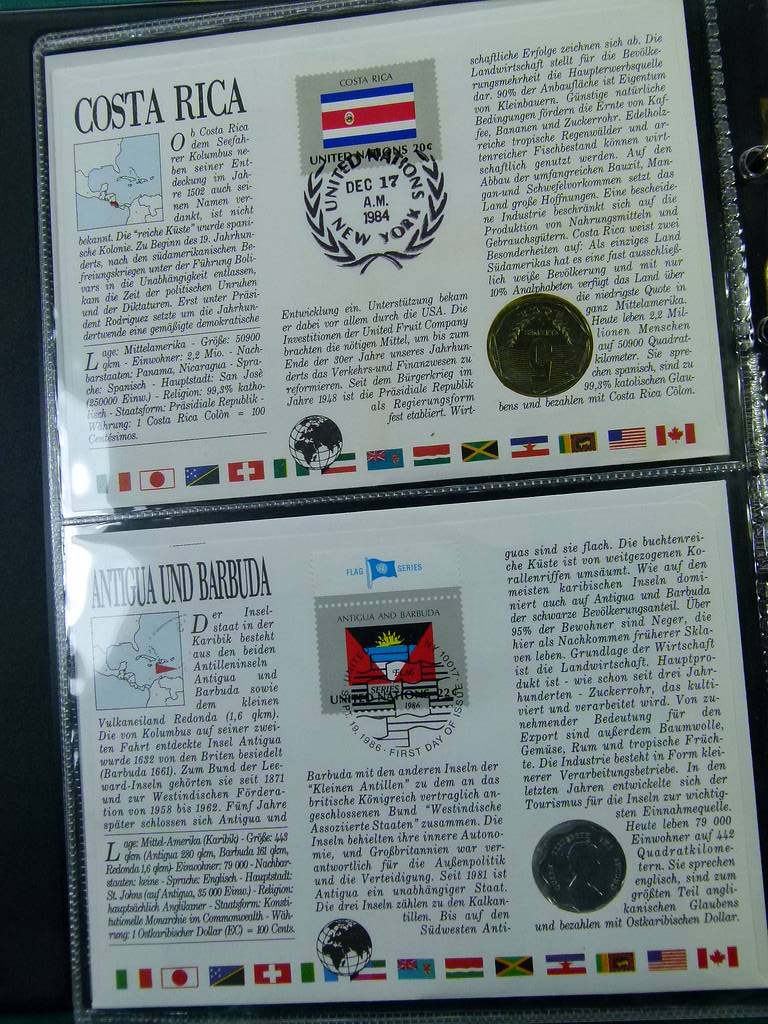 COSTA RICA
Ob Costa Rica
dem Seefah-
rer Kolumbus ne-
ben seiner Ent-
deckung im Jah-
re 1502 auch sei-
nen Namen ver-
dankt, ist nicht
bekannt. Die "reiche Küste" wurde spani-
sche Kolonie. Zu Beginn des 19. Jahrhun-
derts, nach den südamerikanischen Be-
freiungskriegen unter der Führung Boli-
vars in die Unabhängigkeit entlassen,
kam die Zeit der politischen Unruhen
und der Diktaturen. Erst unter Präsi-
dent Rodriguez setzte um die Jahrhun-
dertwende eine gemäßigte demokratische
Lage: Mittelamerika - Größe: 50900
qkm - Einwohner: 2,2 Mio. - Nach-
barstaaten: Panama, Nicaragua - Spra-
che: Spanisch - Hauptstadt: San Josè
(250000 Einw.) - Religion: 99,3% katho-
lisch - Staatsform: Präsidiale Republik -
Währung: 1 Costa Rica Colòn = 100
Centésimos.
COSTA RICA
UNITED NATIONS 20c
UNITED NATIONS
DEC 17
A.M.
1984
NEW YORK
Entwicklung ein. Unterstützung bekam
er dabei vor allem durch die USA. Die
Investitionen der United Fruit Company
brachten die nötigen Mittel, um bis zum
Ende der 30er Jahre unseres Jahrhun-
derts das Verkehrs-und Finanzwesen zu
reformieren. Seit dem Bürgerkrieg im
Jahre 1948 ist die Präsidiale Republik
als Regierungsform
fest etabliert. Wirt-
schaftliche Erfolge zeichnen sich ab. Die
Landwirtschaft stellt für die Bevölke-
rungsmehrheit die Haupterwerbsquelle
dar. 90% der Anbaufläche ist Eigentum
von Kleinbauern. Günstige natürliche
Bedingungen fördern die Ernte von Kaf-
fee, Bananen und Zuckerrohr. Edelholz-
reiche tropische Regenwälder und ar-
tenreicher Fischbestand können wirt-
schaftlich genutzt werden. Auf den
Abbau der umfangreichen Bauxit, Man-
gan-und Schwefelvorkommen setzt das
Land große Hoffnungen. Eine bescheide-
ne Industrie beschränkt sich auf die
Produktion von Nahrungsmitteln und
Gebrauchsgütern. Costa Rica weist zwei
Besonderheiten auf: Als einziges Land
Südamerikas hat es eine fast ausschließ-
lich weiße Bevölkerung und mit nur
10% Analphabeten verfügt das Land über
die niedrigste Quote in
ganz Mittelamerika.
Heute leben 2,2 Mil-
lionen Menschen
auf 50900 Quadrat-
kilometer. Sie spre-
chen spanisch, sind zu
99,3% katholischen Glau-
bens und bezahlen mit Costa Rica Còlon.
ANTIGUA UND BARBUDA
Der Insel-
staat in der
Karibik besteht
aus den beiden
Antilleninseln
Antigua und
Barbuda sowie
dem kleinen
Vulkaneiland Redonda (1,6 qkm).
Die von Kolumbus auf seiner zwei-
ten Fahrt entdeckte Insel Antigua
wurde 1632 von den Briten besiedelt
(Barbuda 1661). Zum Bund der Lee-
ward-Inseln gehörten sie seit 1871
und zur Westindischen Födera-
tion von 1958 bis 1962. Fünf Jahre
später schlossen sich Antigua und
Lage: Mittel-Amerika (Karibik) - Größe: 443
qkm (Antigua 280 qkm, Barbuda 161 qkm,
Redonda 1,6 qkm)- Einwohner: 79 000 - Nachbar-
staaten: keine - Sprache: Englisch - Hauptstadt:
St. Johns (auf Antigua, 35 000 Einw.) - Religion:
hauptsächlich Anglikaner - Staatsform: Konsti-
tutionelle Monarchie im Commonwealth - Wäh-
rung: 1 Ostkaribischer Dollar (EC) = 100 Cents.
FLAG SERIES
ANTIGUA AND BARBUDA
UNITED NATIONS 22c
FLAG
SERIES
1986
NY 10017
19, 1986 · FIRST DAY OF ISSUE
Barbuda mit den anderen Inseln der
"Kleinen Antillen" zu dem an das
britische Königreich vertraglich an-
geschlossenen Bund "Westindische
Assoziierte Staaten" zusammen. Die
Inseln behielten ihre innere Autono-
mie, und Großbritannien war ver-
antwortlich für die Außenpolitik
und die Verteidigung. Seit 1981 ist
Antigua ein unabhängiger Staat.
Die drei Inseln zählen zu den Kalkan-
tillen. Bis auf den
Südwesten Anti-
guas sind sie flach. Die buchtenrei-
che Küste ist von weitgezogenen Ko-
rallenriffen umsäumt. Wie auf den
meisten karibischen Inseln domi-
niert auch auf Antigua und Barbuda
der schwarze Bevölkerungsanteil. Über
95% der Bewohner sind Neger, die
hier als Nachkommen früherer Skla-
ven leben. Grundlage der Wirtschaft
ist die Landwirtschaft. Hauptpro-
dukt ist - wie schon seit drei Jahr-
hunderten - Zuckerrohr, das kulti-
viert und verarbeitet wird. Von zu-
nehmender Bedeutung für den
Export sind außerdem Baumwolle,
Gemüse, Rum und tropische Früch-
te. Die Industrie besteht in Form klei-
nerer Verarbeitungsbetriebe. In den
letzten Jahren entwickelte sich der
Tourismus für die Inseln zur wichtig-
sten Einnahmequelle.
Heute leben 79 000
Einwohner auf 442
Quadratkilome-
tern. Sie sprechen
englisch, sind zum
größten Teil angli-
kanischen Glaubens
und bezahlen mit Ostkaribischen Dollar.